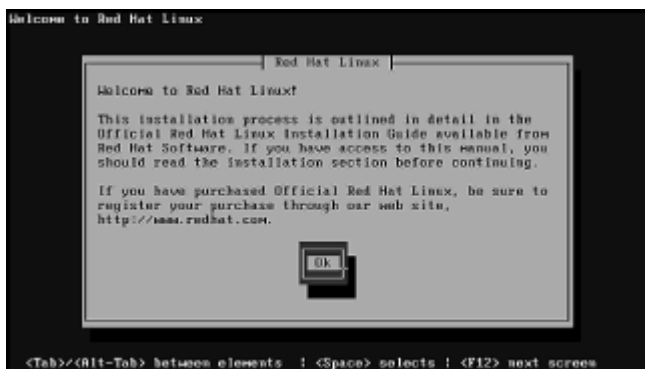 Welcome to Red Hat Linux
Red Hat Linux
Welcome to Red Hat Linux!
This installation process is outlined in detail in the
Official Red Hat Linux Installation Guide available from
Red Hat Software. If you have access to this manual, you
should read the installation section before continuing.
If you have purchased Official Red Hat Linux, be sure to
register your purchase through our web site,
http://www.redhat.com.
Ok
<Tab>/<Alt-Tab> between elements | <Space> selects | <F12> next screen